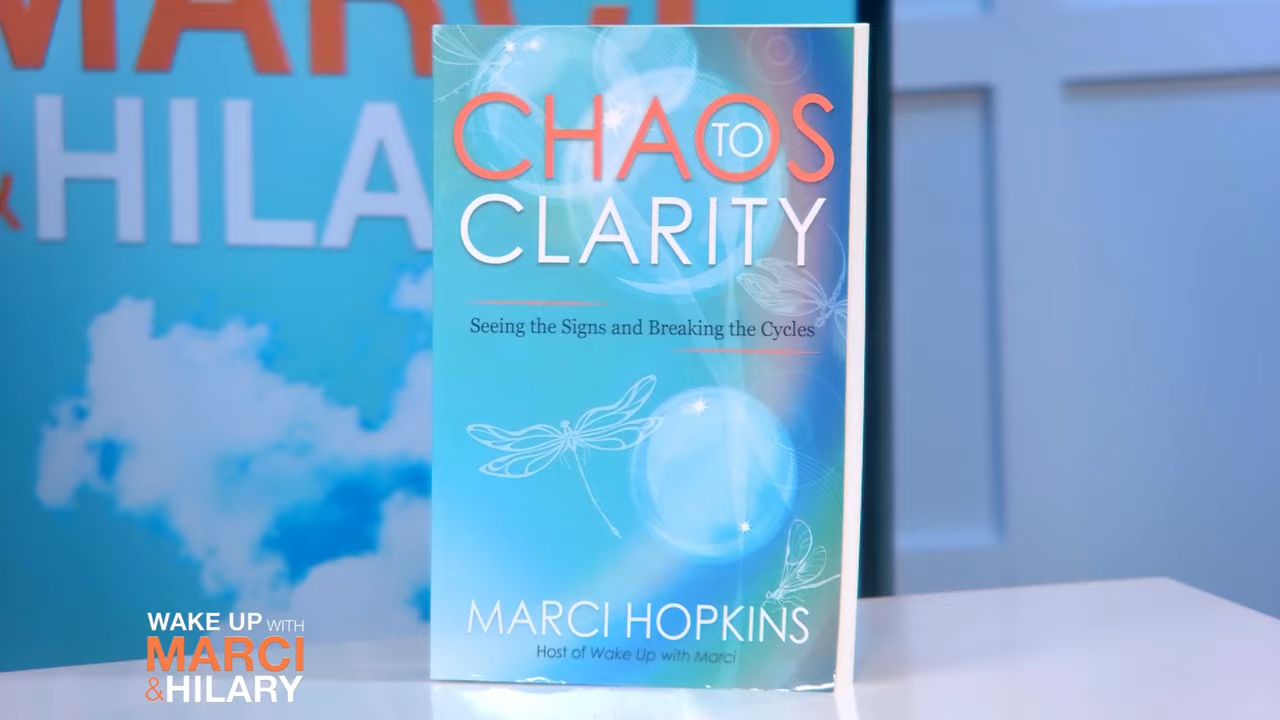 MARCI
& HILA
CHAOS
TO
CLARITY
Seeing the Signs and Breaking the Cycles
MARCI HOPKINS
Host of Wake Up with Marci
WAKE UP WITH
MARCI
&HILARY